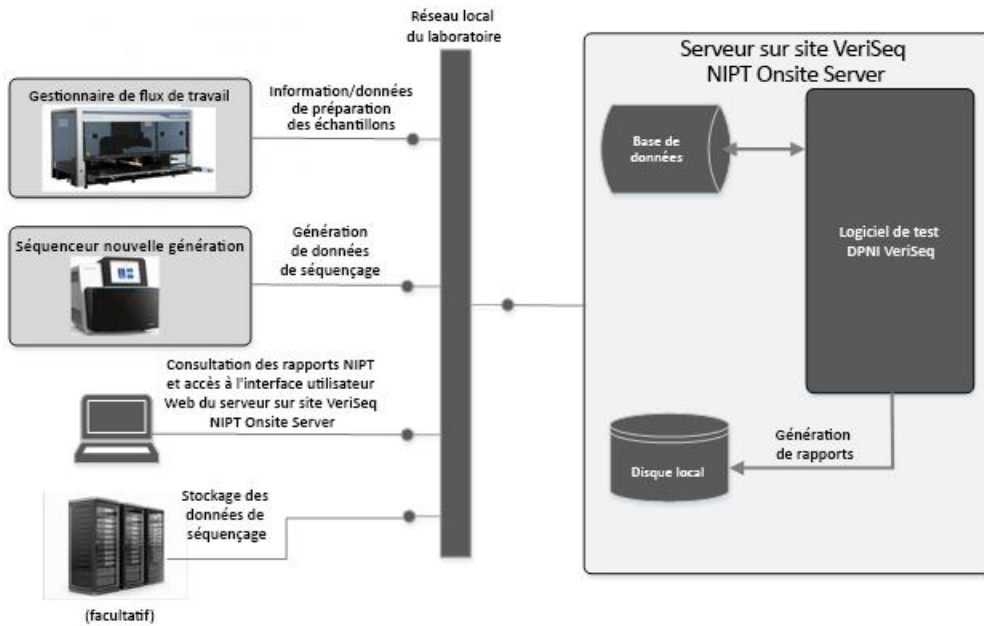 Réseau local
du laboratoire
Serveur sur site VeriSeq
NIPT Onsite Server
Gestionnaire de flux de travail
Information/données
de préparation
des échantillons
Base de
données
Logiciel de test
DPNI VeriSeq
Séquenceur nouvelle génération
Génération
de données
de séquençage
Consultation des rapports NIPT
et accès à l'interface utilisateur
Web du serveur sur site VeriSeq
NIPT Onsite Server
Génération
de rapports
Disque local
Stockage des
données de
séquençage
(facultatif)